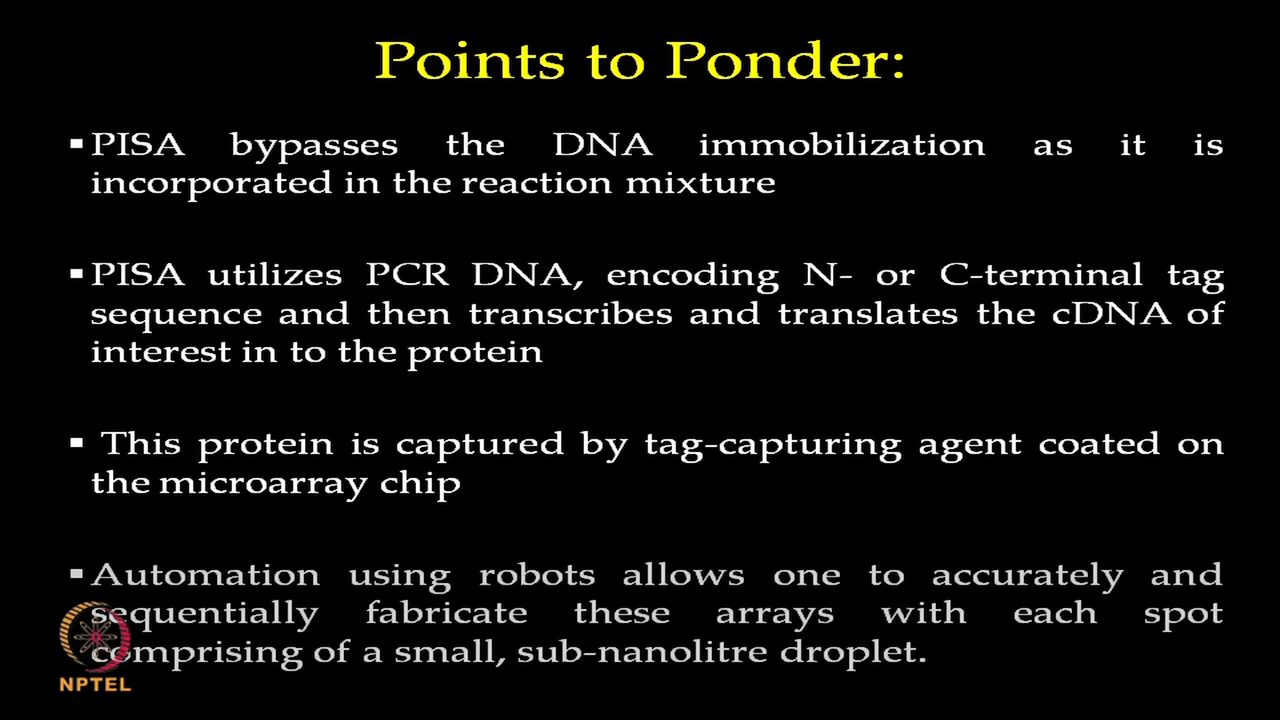 Points to Ponder:
▪PISA bypasses the DNA immobilization as it is
incorporated in the reaction mixture
▪PISA utilizes PCR DNA, encoding N- or C-terminal tag
sequence and then transcribes and translates the cDNA of
interest in to the protein
▪ This protein is captured by tag-capturing agent coated on
the microarray chip
▪Automation using robots allows one to accurately and
sequentially fabricate these arrays with each spot
comprising of a small, sub-nanolitre droplet.
NPTEL